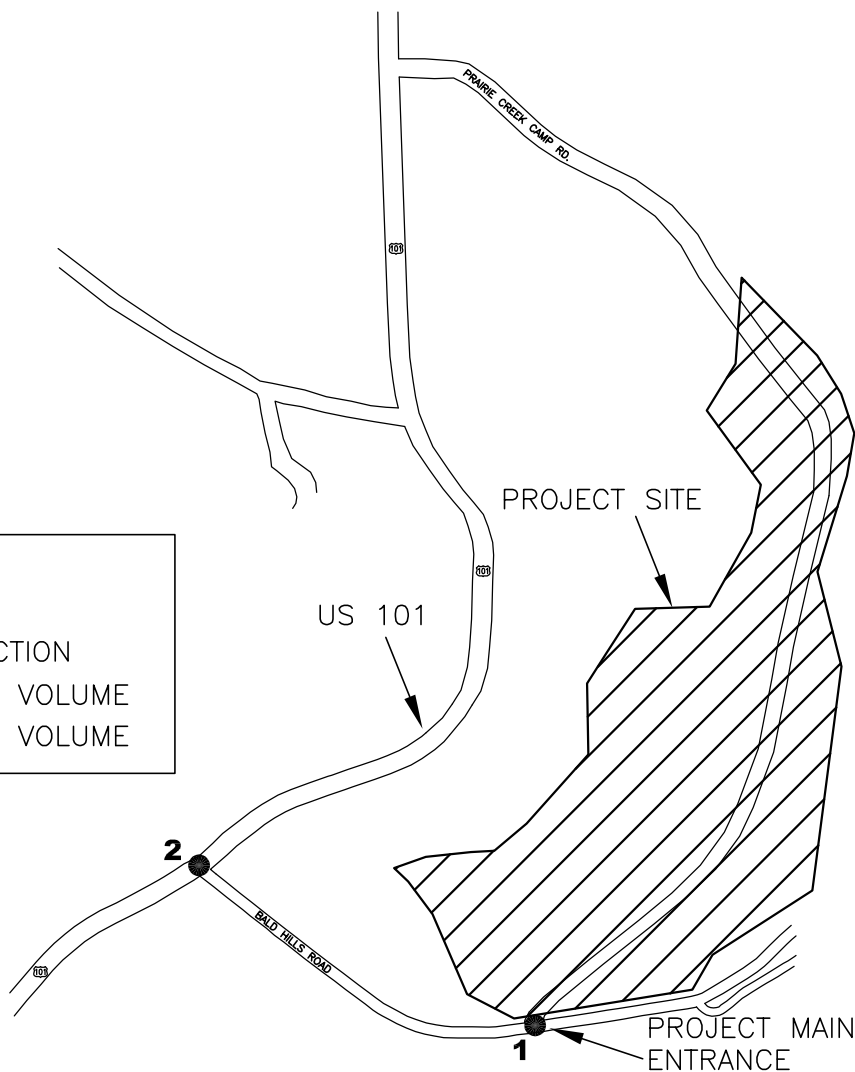 PRAIRIE CREEK CAMP RD.
101
PROJECT SITE
101
US 101
CTION
VOLUME
VOLUME
2
BALD HILLS ROAD
101
1
PROJECT MAIN
ENTRANCE